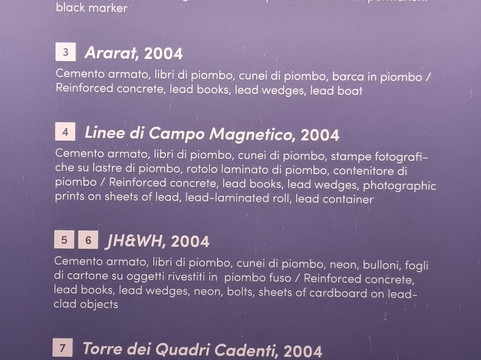 black marker
3 Ararat, 2004
Cemento armato, libri di piombo, cunei di piombo, barca in piombo /
Reinforced concrete, lead books, lead wedges, lead boat
4 Linee di Campo Magnetico, 2004
Cemento armato, libri di piombo, cunei di piombo, stampe fotografi-
che su lastre di piombo, rotolo laminato di piombo, contenitore di
piombo / Reinforced concrete, lead books, lead wedges, photographic
prints on sheets of lead, lead-laminated roll, lead container
5 6 JH&WH, 2004
Cemento armato, libri di piombo, cunei di piombo, neon, bulloni, fogli
di cartone su oggetti rivestiti in piombo fuso / Reinforced concrete,
lead books, lead wedges, neon, bolts, sheets of cardboard on lead-
clad objects
7 Torre dei Quadri Cadenti, 2004